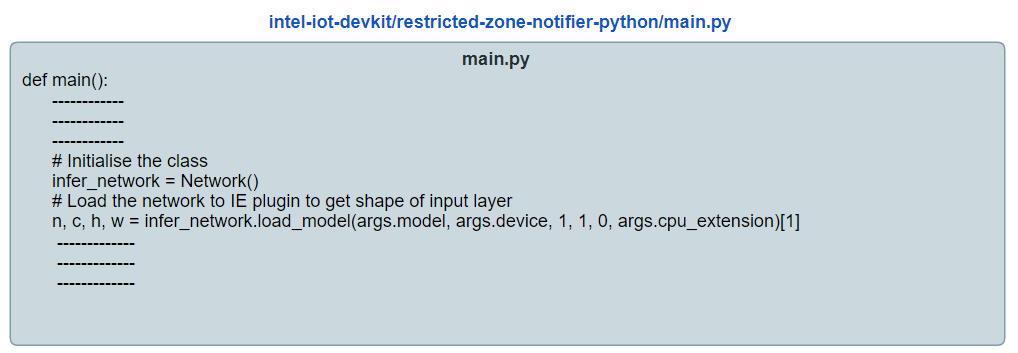 intel-iot-devkit/restricted-zone-notifier-python/main.py
main.py
def main():
------------
------------
------------
# Initialise the class
infer_network = Network()
# Load the network to IE plugin to get shape of input layer
n, c, h, w = infer_network.load_model(args.model, args.device, 1, 1, 0, args.cpu_extension)[1]
-------------
-------------
-------------